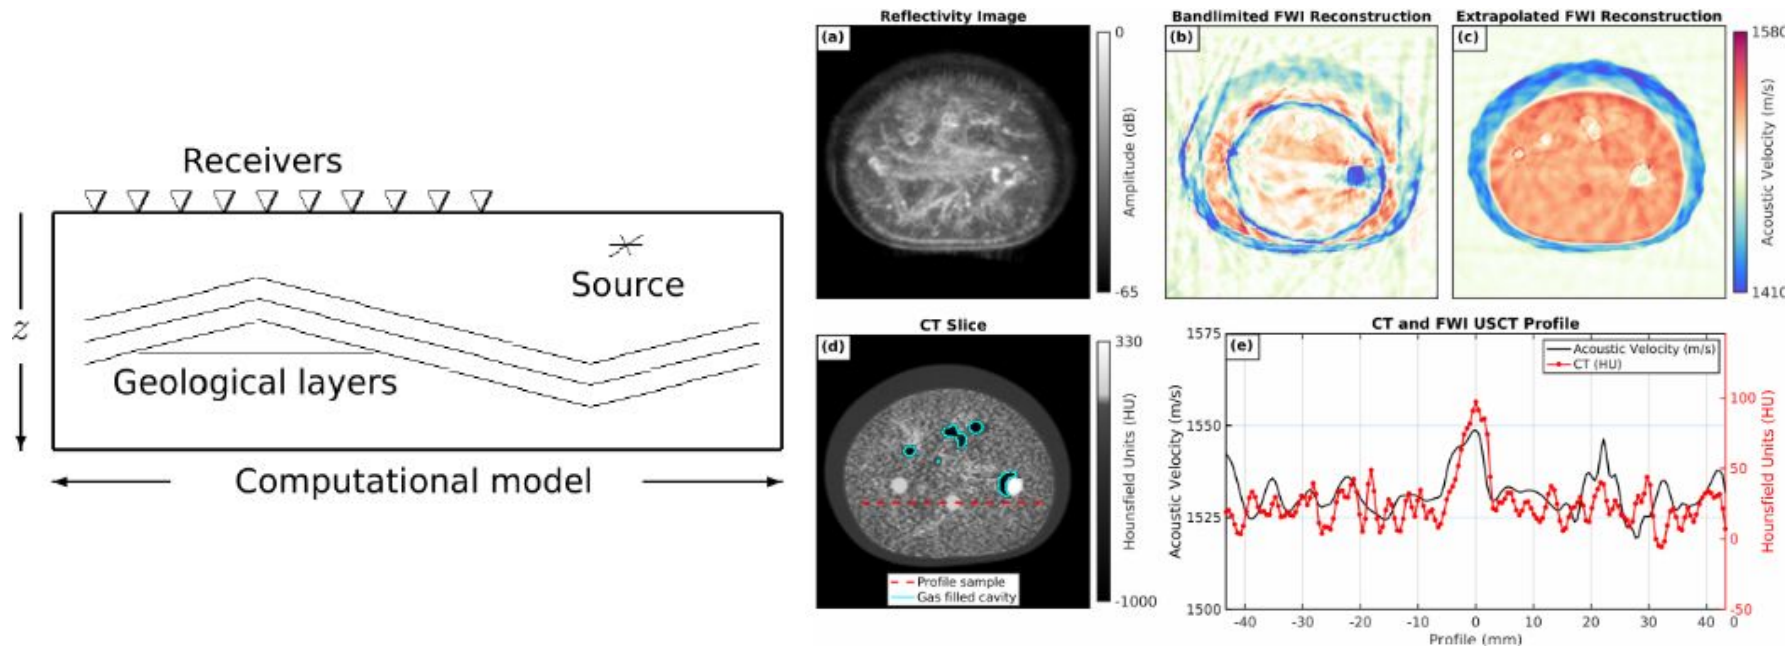 Receivers
Source
z
Geological layers
Computational model
Reflectivity Image
(a)
0
Amplitude (dB)
-65
Bandlimited FWI Reconstruction
(b)
Extrapolated FWI Reconstruction
(c)
1580
Acoustic Velocity (m/s)
1410
CT Slice
(d)
330
Hounsfield Units (HU)
-1000
Profile sample
Gas filled cavity
CT and FWI USCT Profile
(e)
Acoustic Velocity (m/s)
CT (HU)
1575
1550
1525
1500
Acoustic Velocity (m/s)
100
50
0
-50
Hounsfield Units (HU)
-40 -30 -20 -10 0 10 20 30 40 0
Profile (mm)